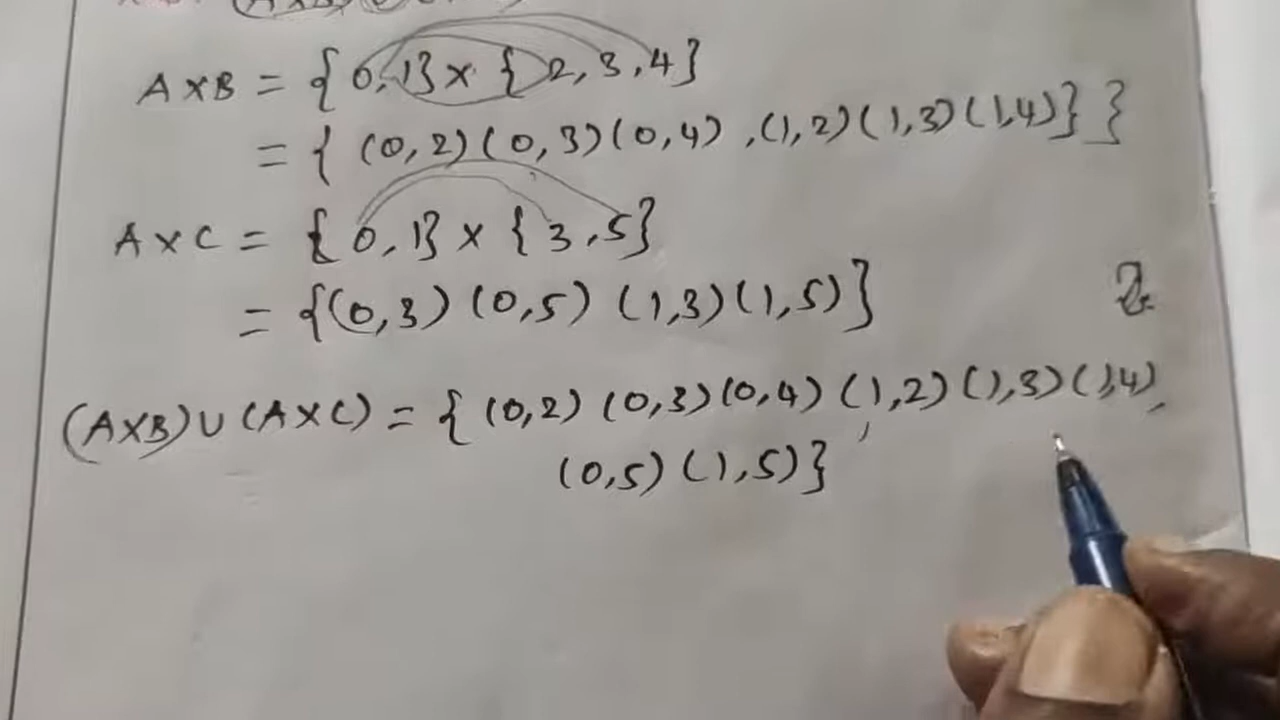 A×B = {0,1} × {2,3,4}
= { (0,2) (0,3) (0,4) , (1,2) (1,3) (1,4)} }
A×C = {0,1} × {3,5}
= {(0,3) (0,5) (1,3) (1,5)}
(A×B)∪(A×C) = { (0,2) (0,3) (0,4) (1,2) (1,3) (1,4),
(0,5) (1,5)}